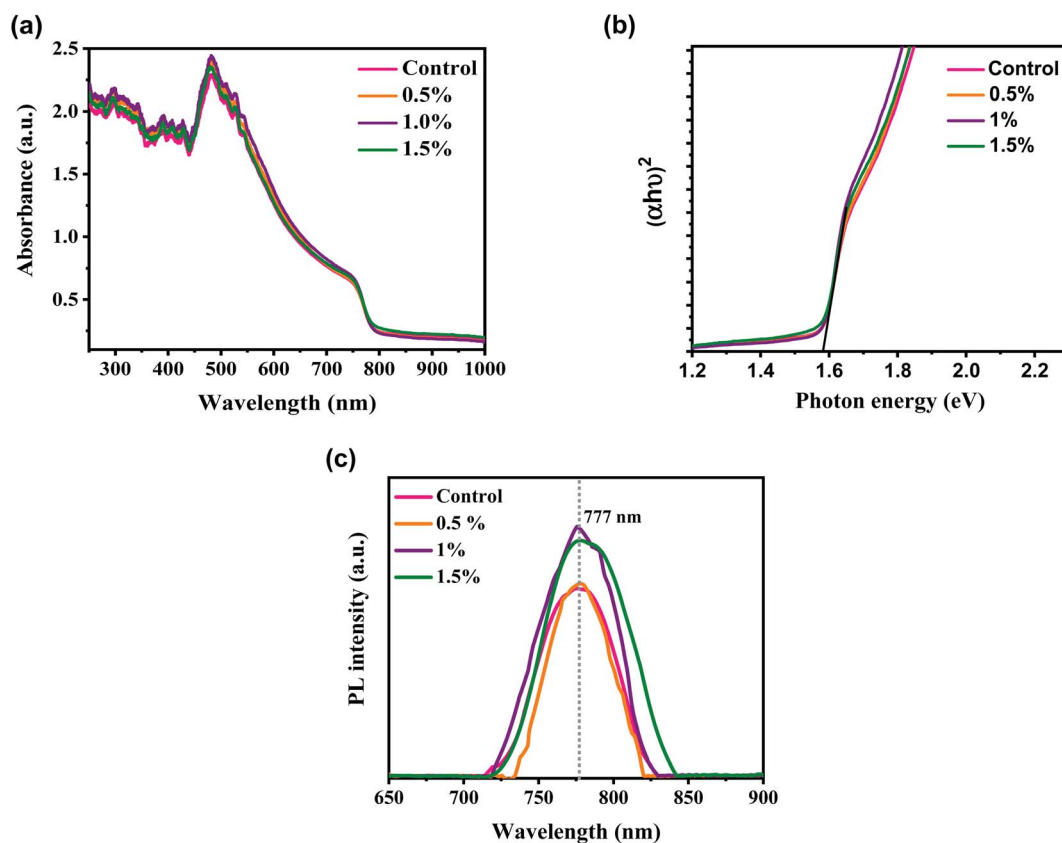 (a)
2.5
2.0
1.5
1.0
0.5
Absorbance (a.u.)
Control
0.5%
1.0%
1.5%
300 400 500 600 700 800 900 1000
Wavelength (nm)
(b)
(αhυ)²
Control
0.5%
1%
1.5%
1.2 1.4 1.6 1.8 2.0 2.2
Photon energy (eV)
(c)
PL intensity (a.u.)
Control
0.5 %
1%
1.5%
777 nm
650 700 750 800 850 900
Wavelength (nm)